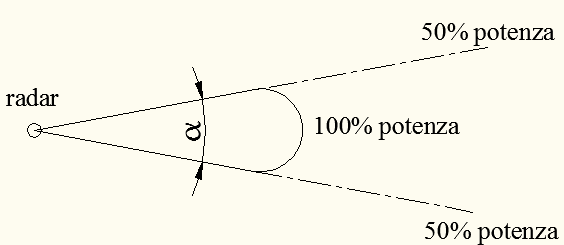 50% potenza
radar
α
100% potenza
50% potenza